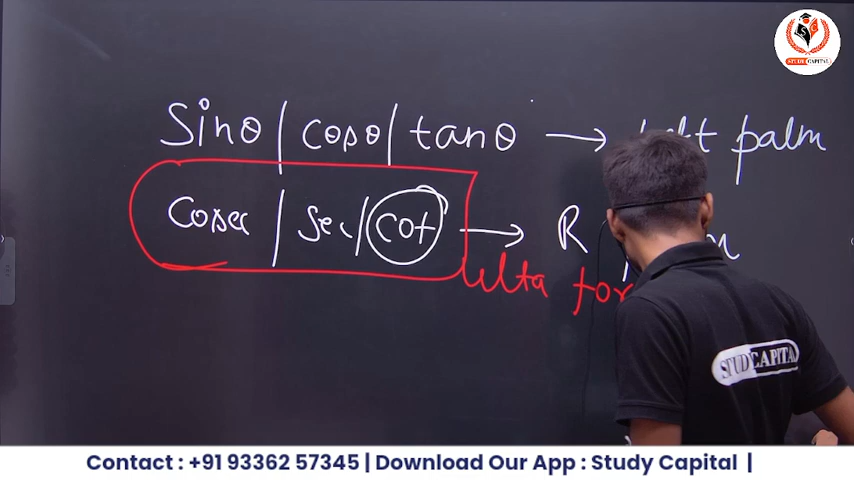 STUDY CAPITAL
Sinθ / cosθ / tanθ → palm
Cosec / Sec / cot → R
ulta for
STUDY CAPITAL
Contact : +91 93362 57345 | Download Our App : Study Capital |